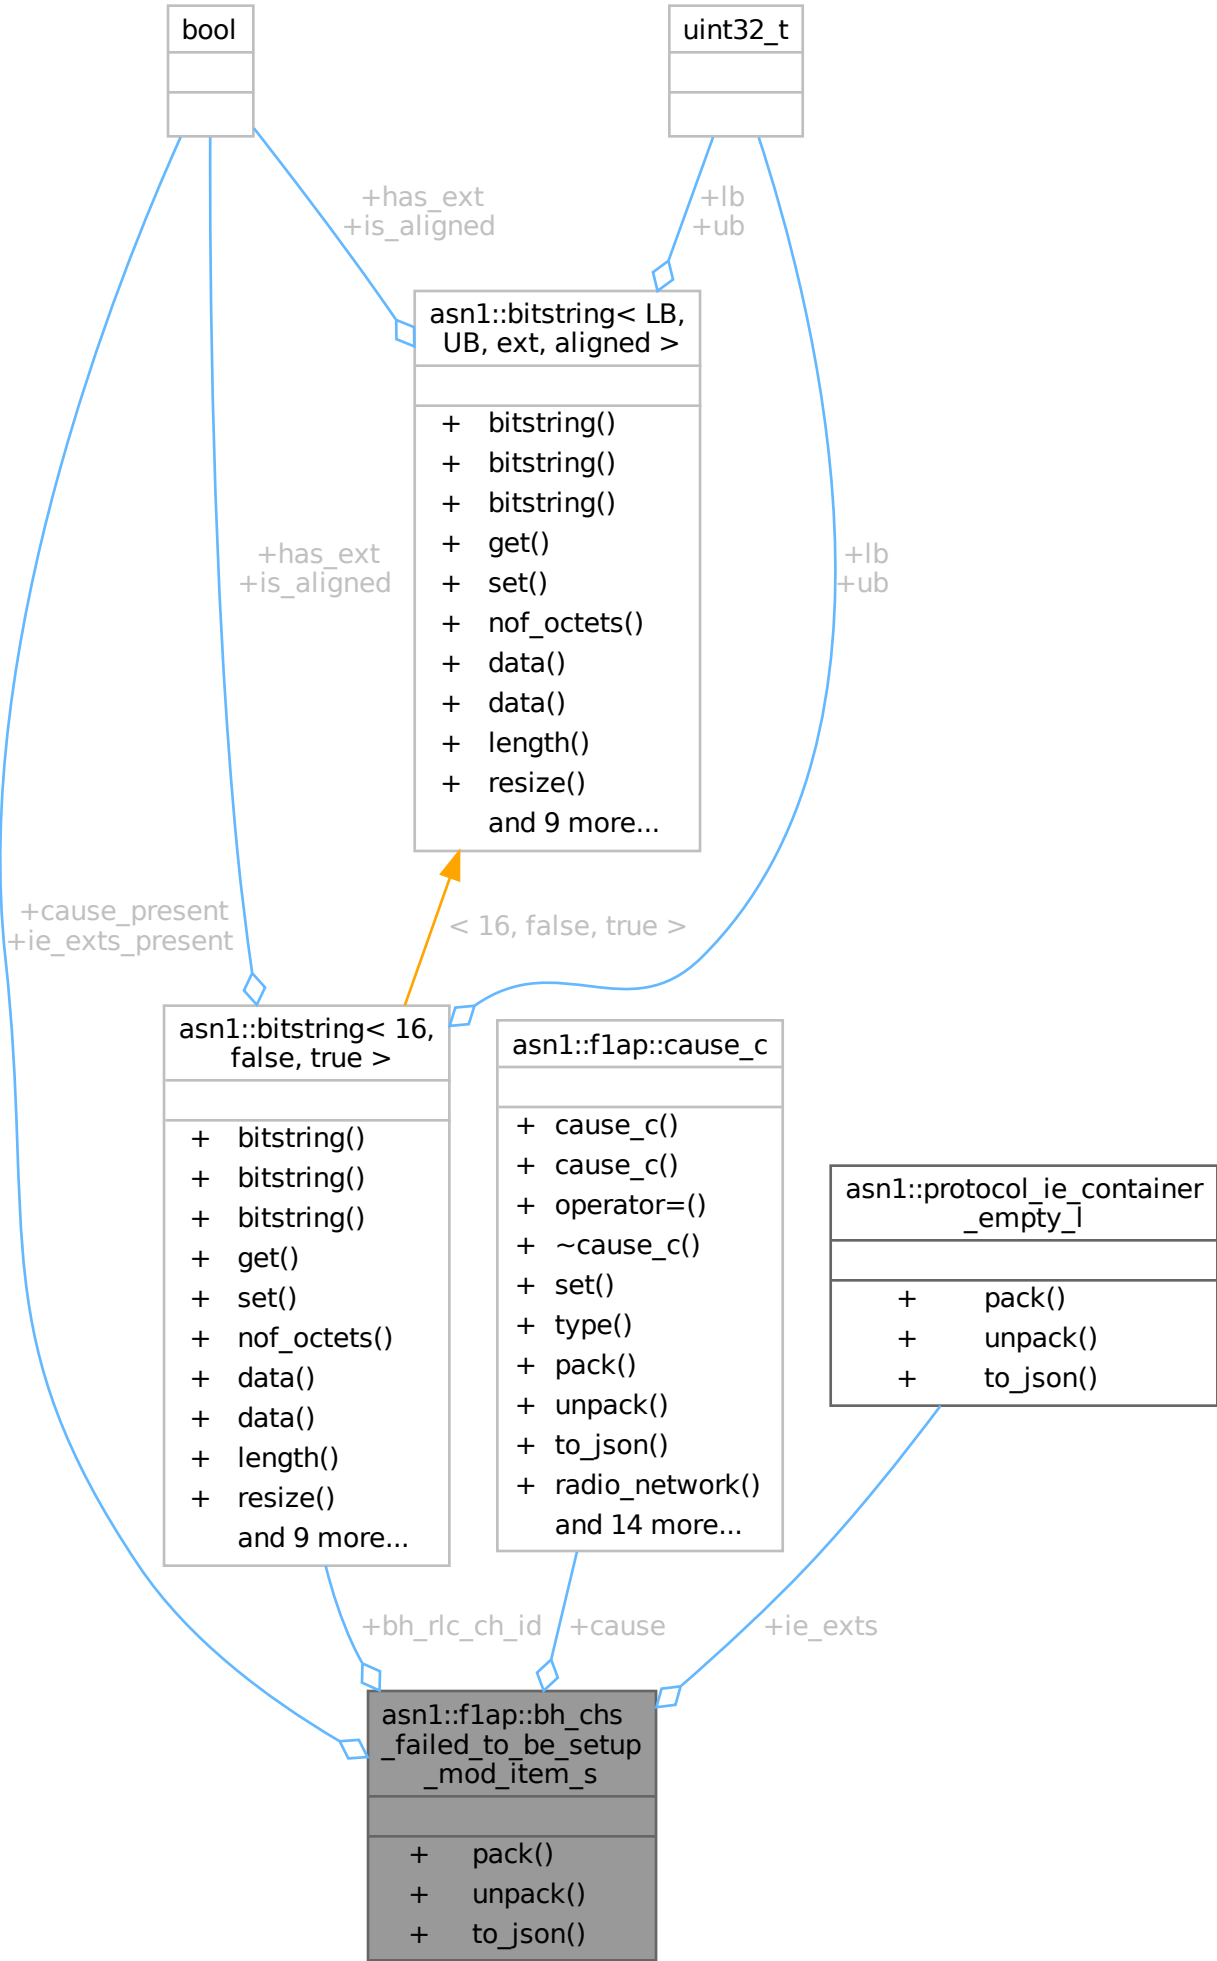 bool
uint32_t
+has_ext
+is_aligned
+lb
+ub
asn1::bitstring< LB,
UB, ext, aligned >
+ bitstring()
+ bitstring()
+ bitstring()
+ get()
+ set()
+ nof_octets()
+ data()
+ data()
+ length()
+ resize()
and 9 more...
+has_ext
+is_aligned
+lb
+ub
+cause_present
+ie_exts_present
< 16, false, true >
asn1::bitstring< 16,
false, true >
+ bitstring()
+ bitstring()
+ bitstring()
+ get()
+ set()
+ nof_octets()
+ data()
+ data()
+ length()
+ resize()
and 9 more...
asn1::f1ap::cause_c
+ cause_c()
+ cause_c()
+ operator=()
+ ~cause_c()
+ set()
+ type()
+ pack()
+ unpack()
+ to_json()
+ radio_network()
and 14 more...
asn1::protocol_ie_container
_empty_l
+ pack()
+ unpack()
+ to_json()
+bh_rlc_ch_id
+cause
+ie_exts
asn1::f1ap::bh_chs
_failed_to_be_setup
_mod_item_s
+ pack()
+ unpack()
+ to_json()